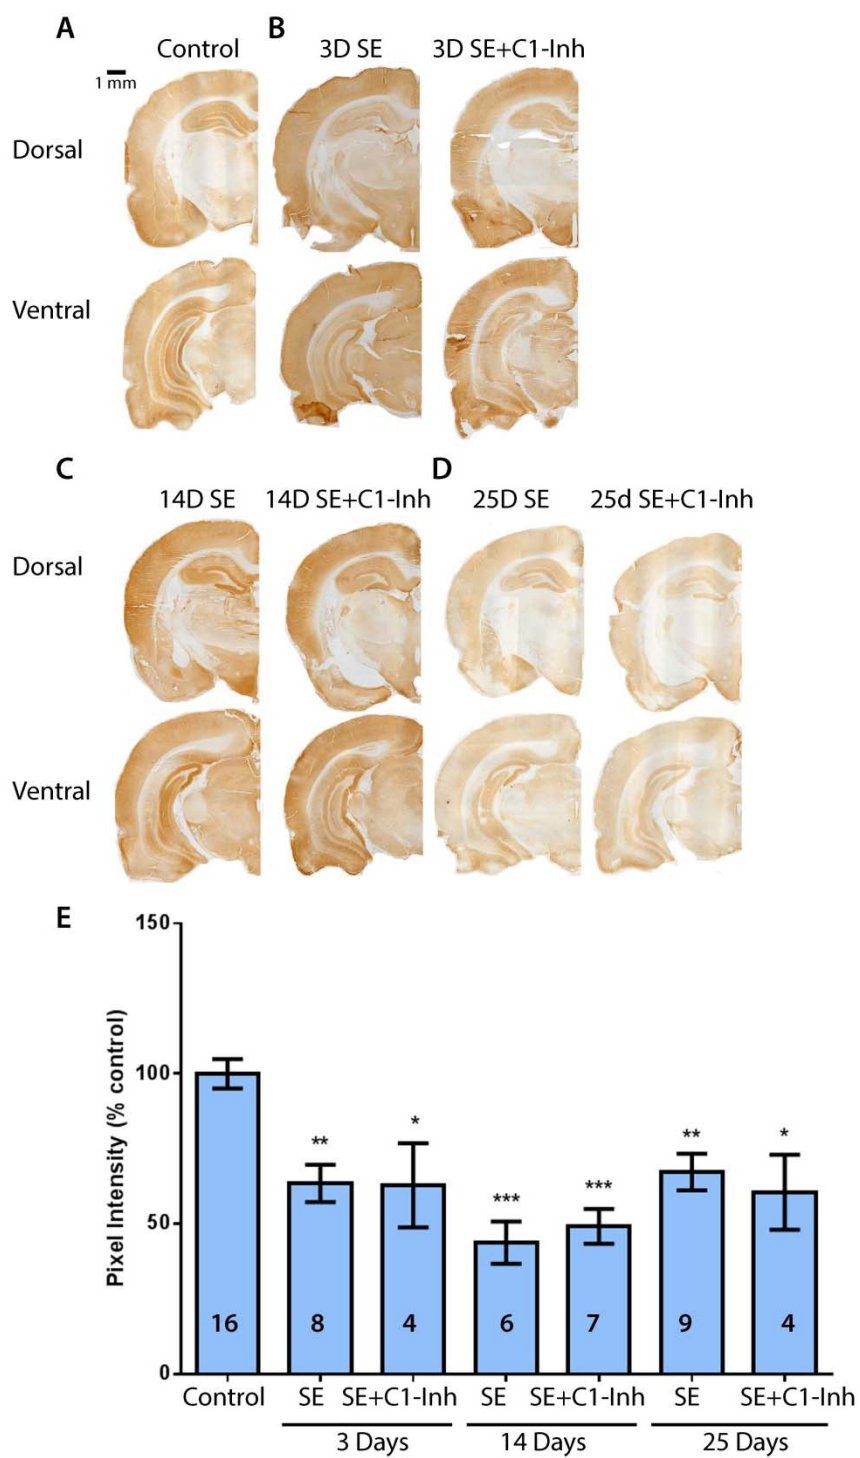 A
B
Control
3D SE
3D SE+C1-Inh
1 mm
Dorsal
Ventral
C
D
14D SE
14D SE+C1-Inh
25D SE
25d SE+C1-Inh
Dorsal
Ventral
E
150
100
50
0
Pixel Intensity (% control)
**
*
***
***
**
*
16
8
4
6
7
9
4
Control
SE
SE+C1-Inh
SE
SE+C1-Inh
SE
SE+C1-Inh
3 Days
14 Days
25 Days